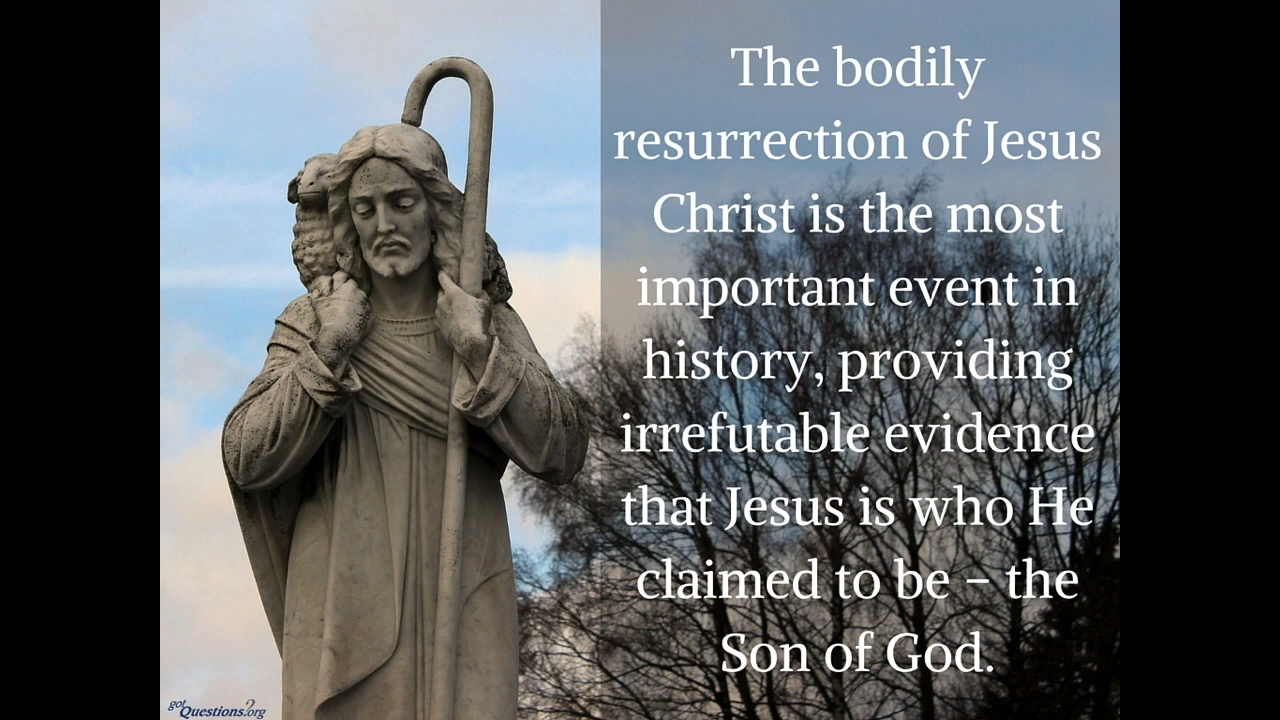 The bodily
resurrection of Jesus
Christ is the most
important event in
history, providing
irrefutable evidence
that Jesus is who He
claimed to be – the
Son of God.
gotQuestions?.org